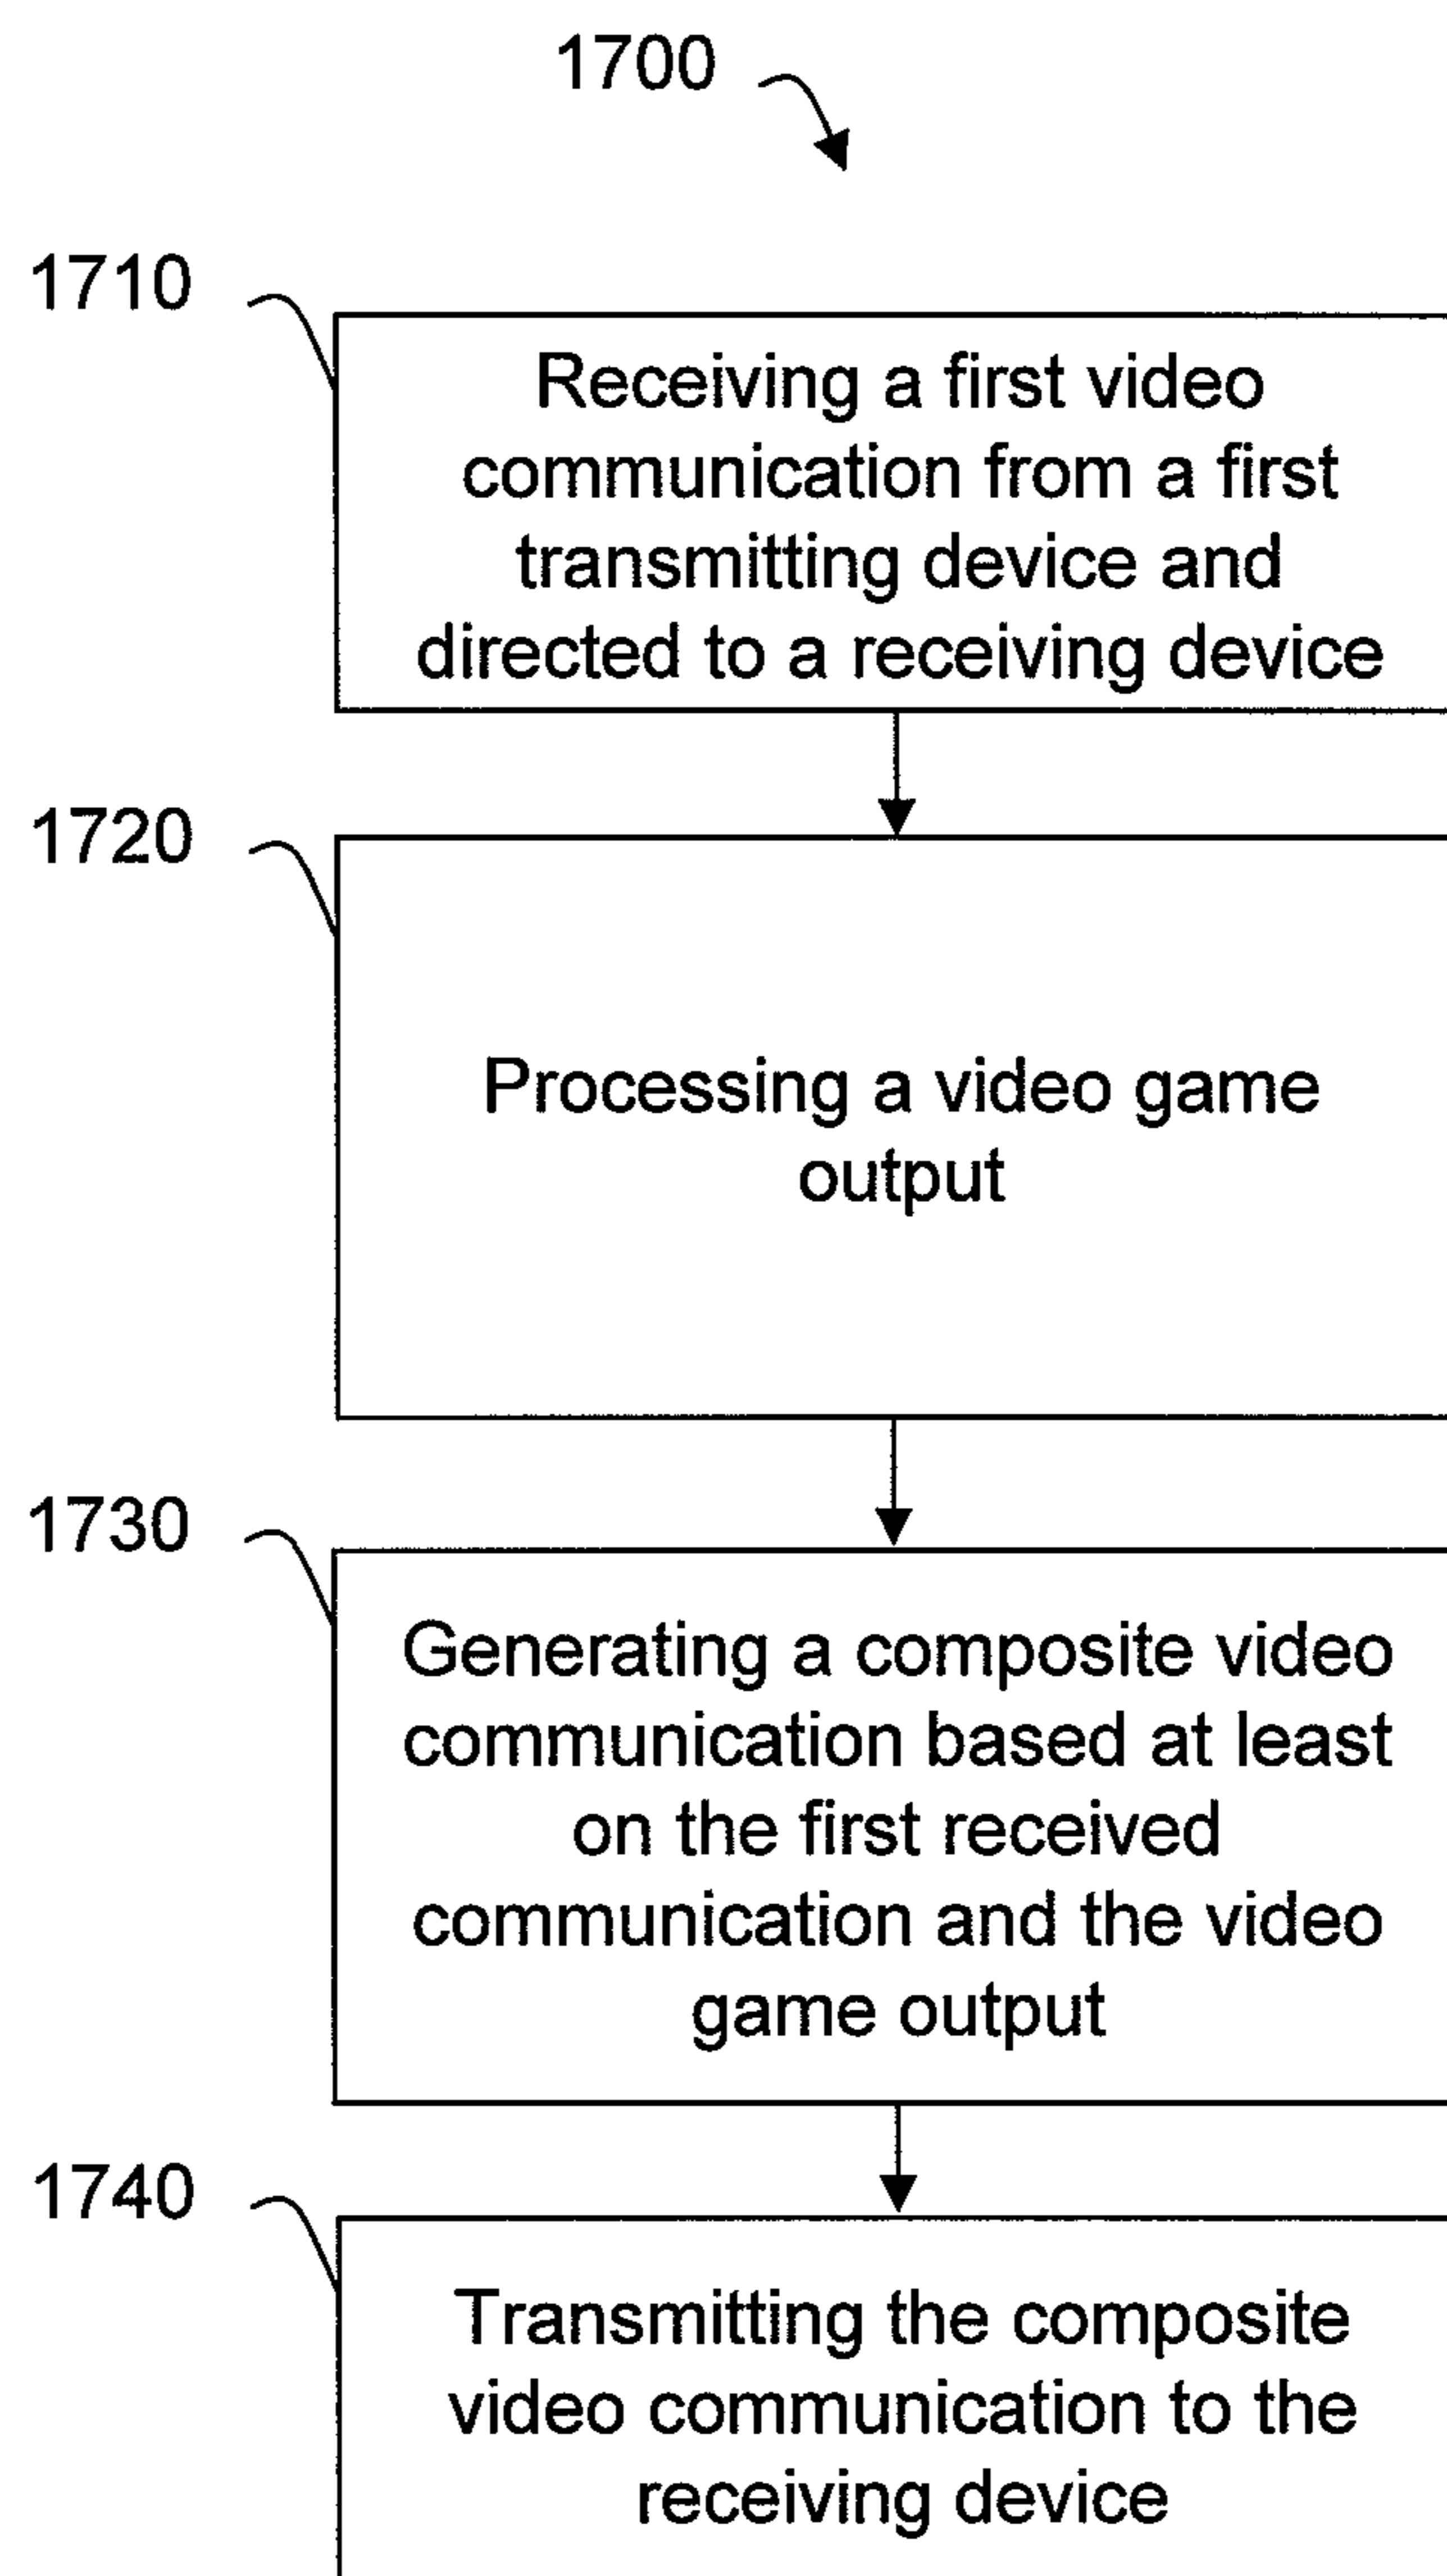 1700
1710
Receiving a first video
communication from a first
transmitting device and
directed to a receiving device
1720
Processing a video game
output
1730
Generating a composite video
communication based at least
on the first received
communication and the video
game output
1740
Transmitting the composite
video communication to the
receiving device